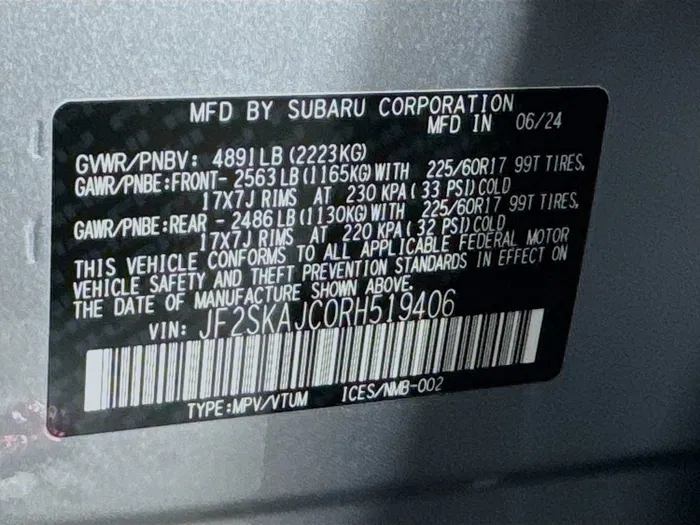 MFD BY SUBARU CORPORATION
MFD IN 06/24
GVWR/PNBV: 4891LB(2223KG)
GAWR/PNBE:FRONT-2563LB(1165KG)WITH 225/60R17 99T TIRES,
17X7J RIMS AT 230 KPA(33 PSI)COLD
GAWR/PNBE:REAR -2486LB(1130KG)WITH 225/60R17 99T TIRES,
17X7J RIMS AT 220 KPA(32 PSI)COLD
THIS VEHICLE CONFORMS TO ALL APPLICABLE FEDERAL MOTOR
VEHICLE SAFETY AND THEFT PREVENTION STANDARDS IN EFFECT ON
THE DATE OF MANUFACTURE SHOWN ABOVE.
VIN: JF2SKAJC0RH519406
TYPE:MPV/VTUM ICES/NMB-002